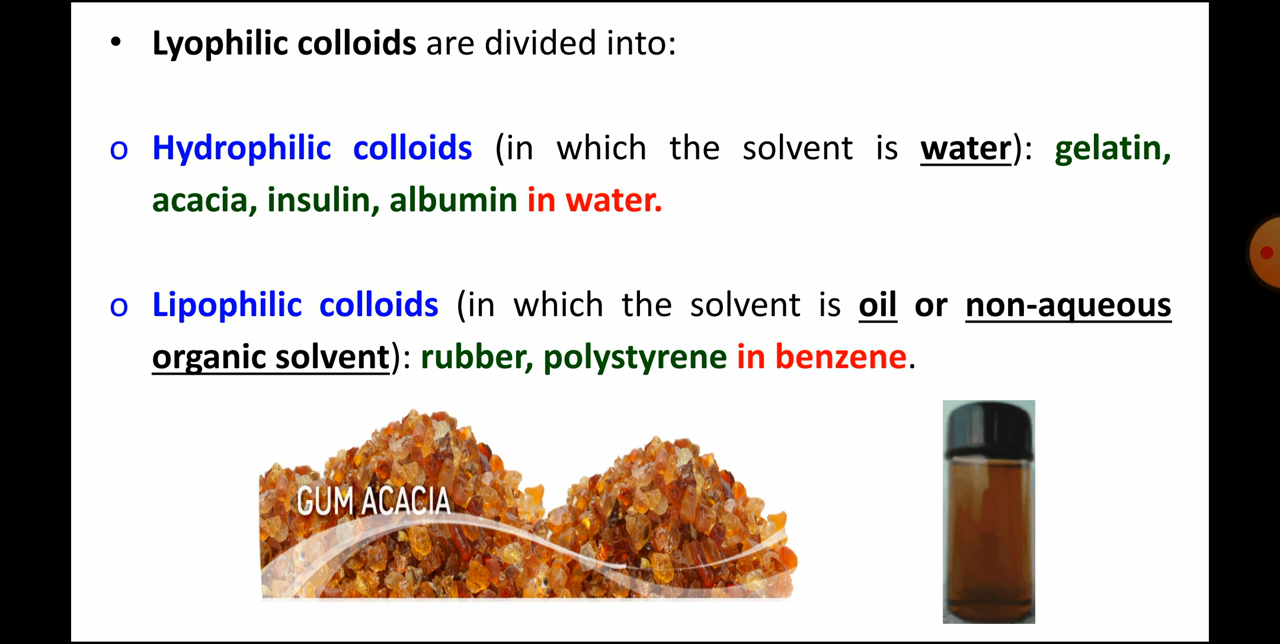 • Lyophilic colloids are divided into:
o Hydrophilic colloids (in which the solvent is water): gelatin,
acacia, insulin, albumin in water.
o Lipophilic colloids (in which the solvent is oil or non-aqueous
organic solvent): rubber, polystyrene in benzene.
GUM ACACIA